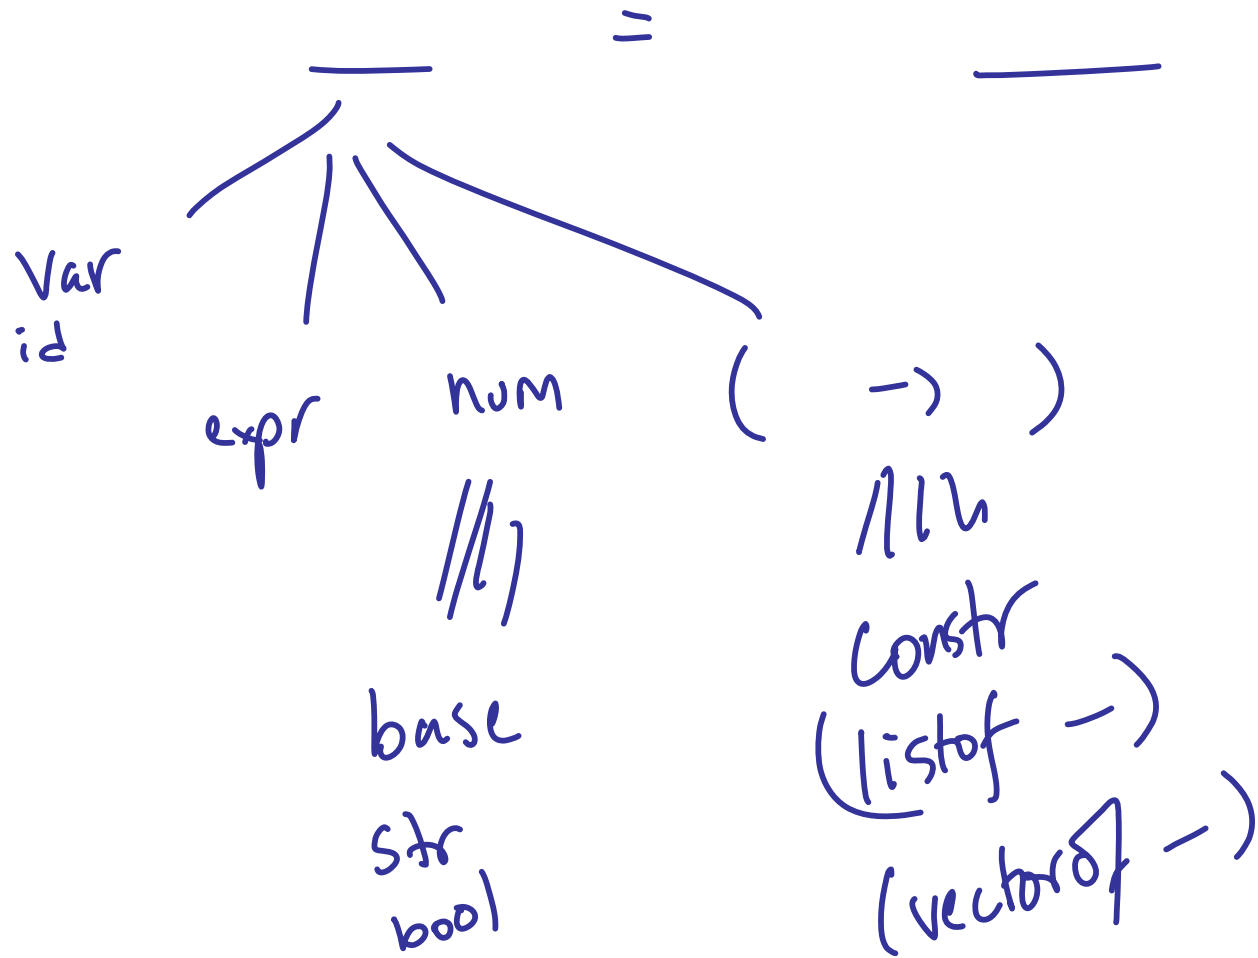 =
var
id
expr
num
( -> )
constr
base
(listof - )
str
(vectorof - )
bool